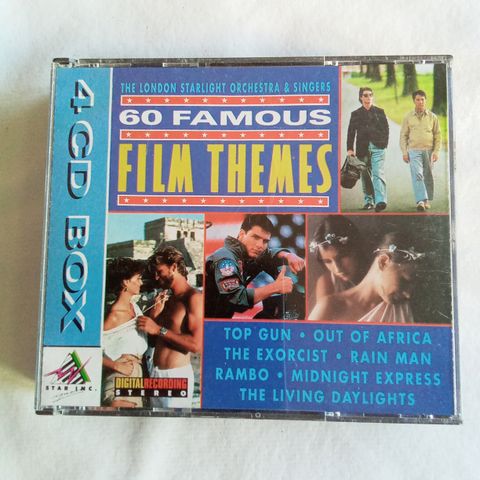 THE LONDON STARLIGHT ORCHESTRA & SINGERS
60 FAMOUS
FILM THEMES
4 CD BOX
TOP GUN • OUT OF AFRICA
THE EXORCIST • RAIN MAN
RAMBO • MIDNIGHT EXPRESS
THE LIVING DAYLIGHTS
DIGITAL RECORDING
STEREO
STAR INC.